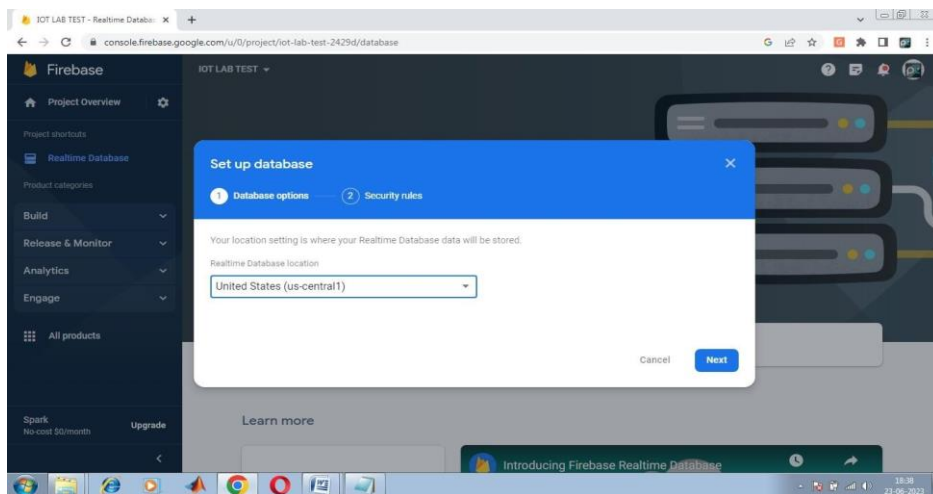 IOT LAB TEST - Realtime Databa
console.firebase.google.com/u/0/project/iot-lab-test-2429d/database
Firebase
IOT LAB TEST
Project Overview
Project shortcuts
Realtime Database
Product categories
Build
Release & Monitor
Analytics
Engage
All products
Spark
No-cost $0/month
Upgrade
Set up database
1 Database options
2 Security rules
Your location setting is where your Realtime Database data will be stored.
Realtime Database location
United States (us-central1)
Cancel
Next
Learn more
Introducing Firebase Realtime Database
18:38
27-06-2023